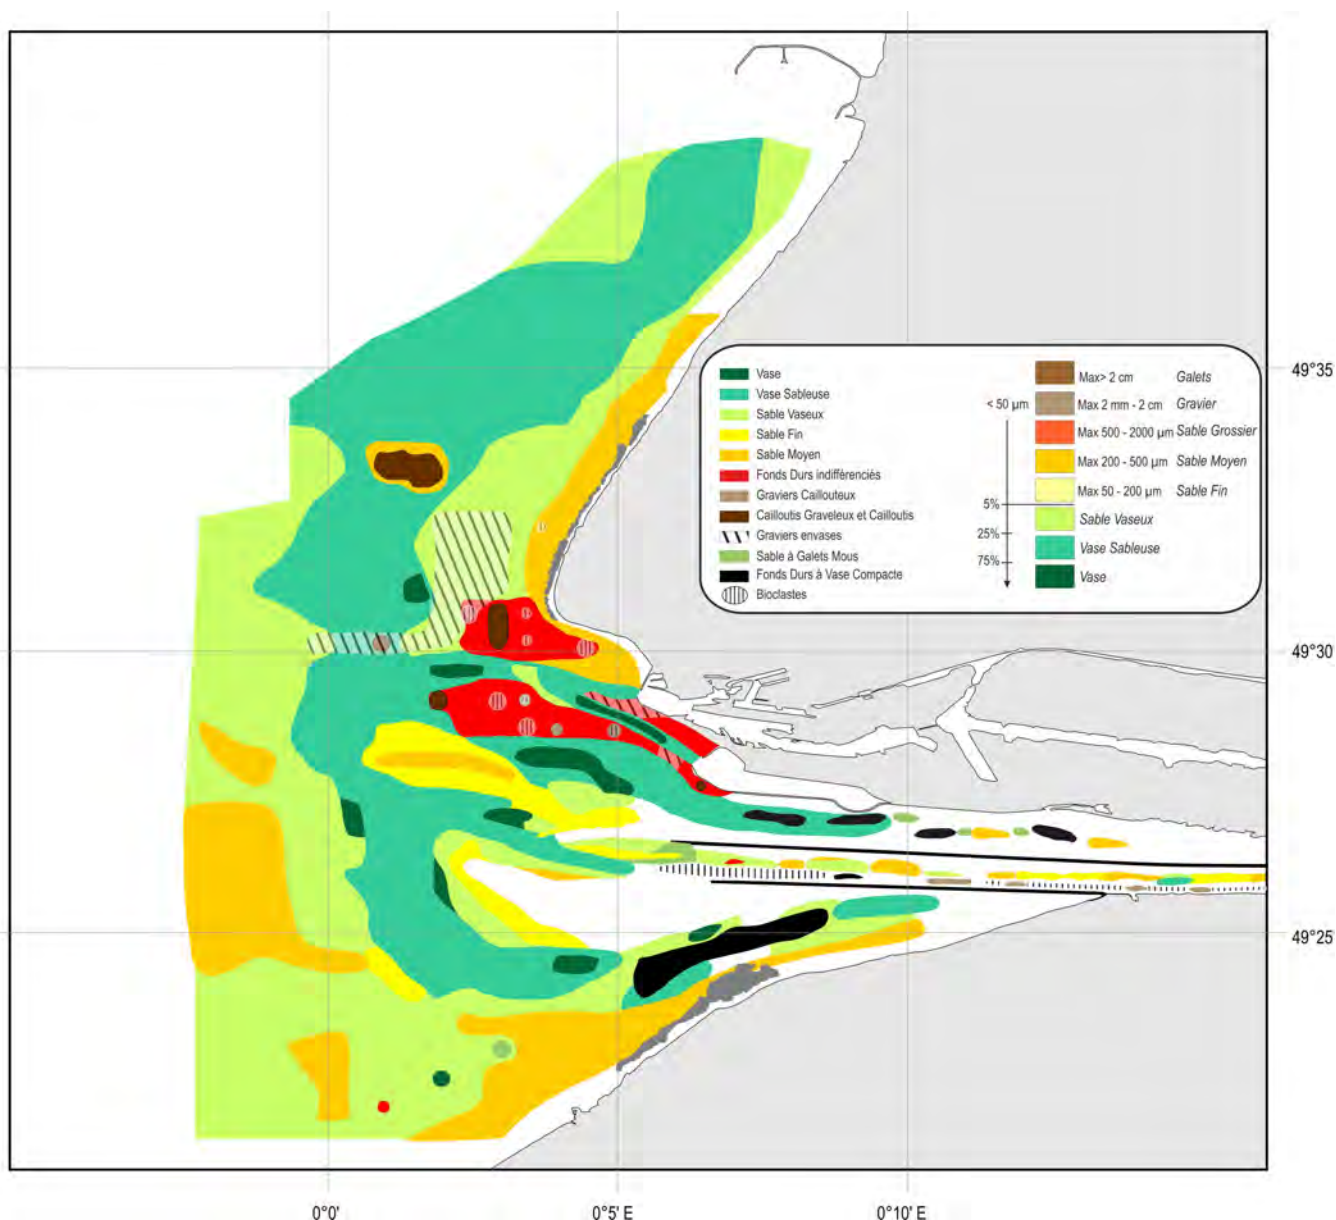 Vase
Vase Sableuse
Sable Vaseux
Sable Fin
Sable Moyen
Fonds Durs indifférenciés
Graviers Caillouteux
Cailloutis Graveleux et Cailloutis
Graviers envases
Sable à Galets Mous
Fonds Durs à Vase Compacte
Bioclastes
Max> 2 cm Galets
< 50 µm Max 2 mm - 2 cm Gravier
Max 500 - 2000 µm Sable Grossier
Max 200 - 500 µm Sable Moyen
Max 50 - 200 µm Sable Fin
5%
Sable Vaseux
25%
Vase Sableuse
75%
Vase
49°35'
49°30'
49°25'
0°0' 0°5' E 0°10' E